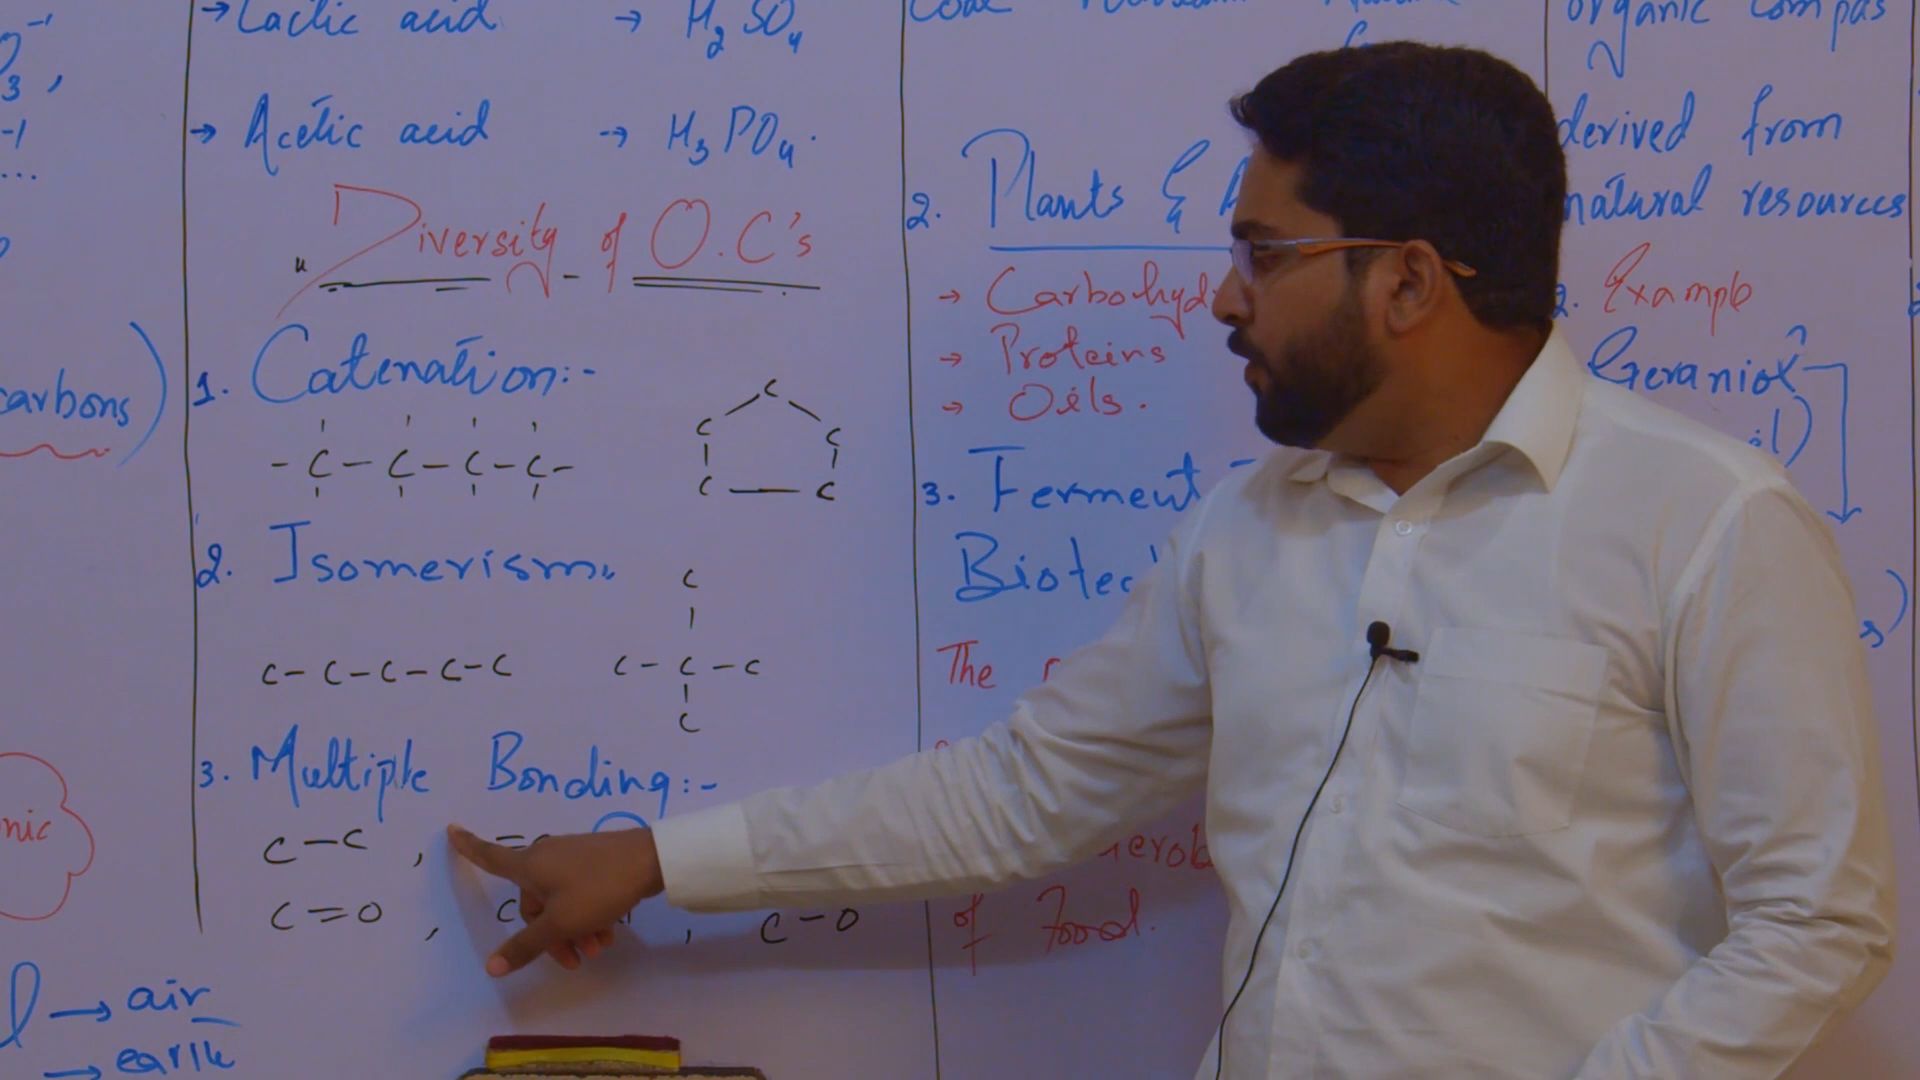 → Lactic acid → H₂SO₄
→ Acetic acid → H₃PO₄.
"Diversity of O.C's
1. Catenation:-
- C - C - C - C -
C
C C
C — C
2. Isomerism
C
C - C - C - C - C C - C - C
C
3. Multiple Bonding:-
C - C ,
C = O , C , C - O
carbons)
nic
→ air
→ earth
2. Plants &
→ Carbohyd
→ Proteins
→ Oils.
3. Ferment
Biotec
The
of Food.
organic compds
derived from
natural resources
2. Example
Geraniol